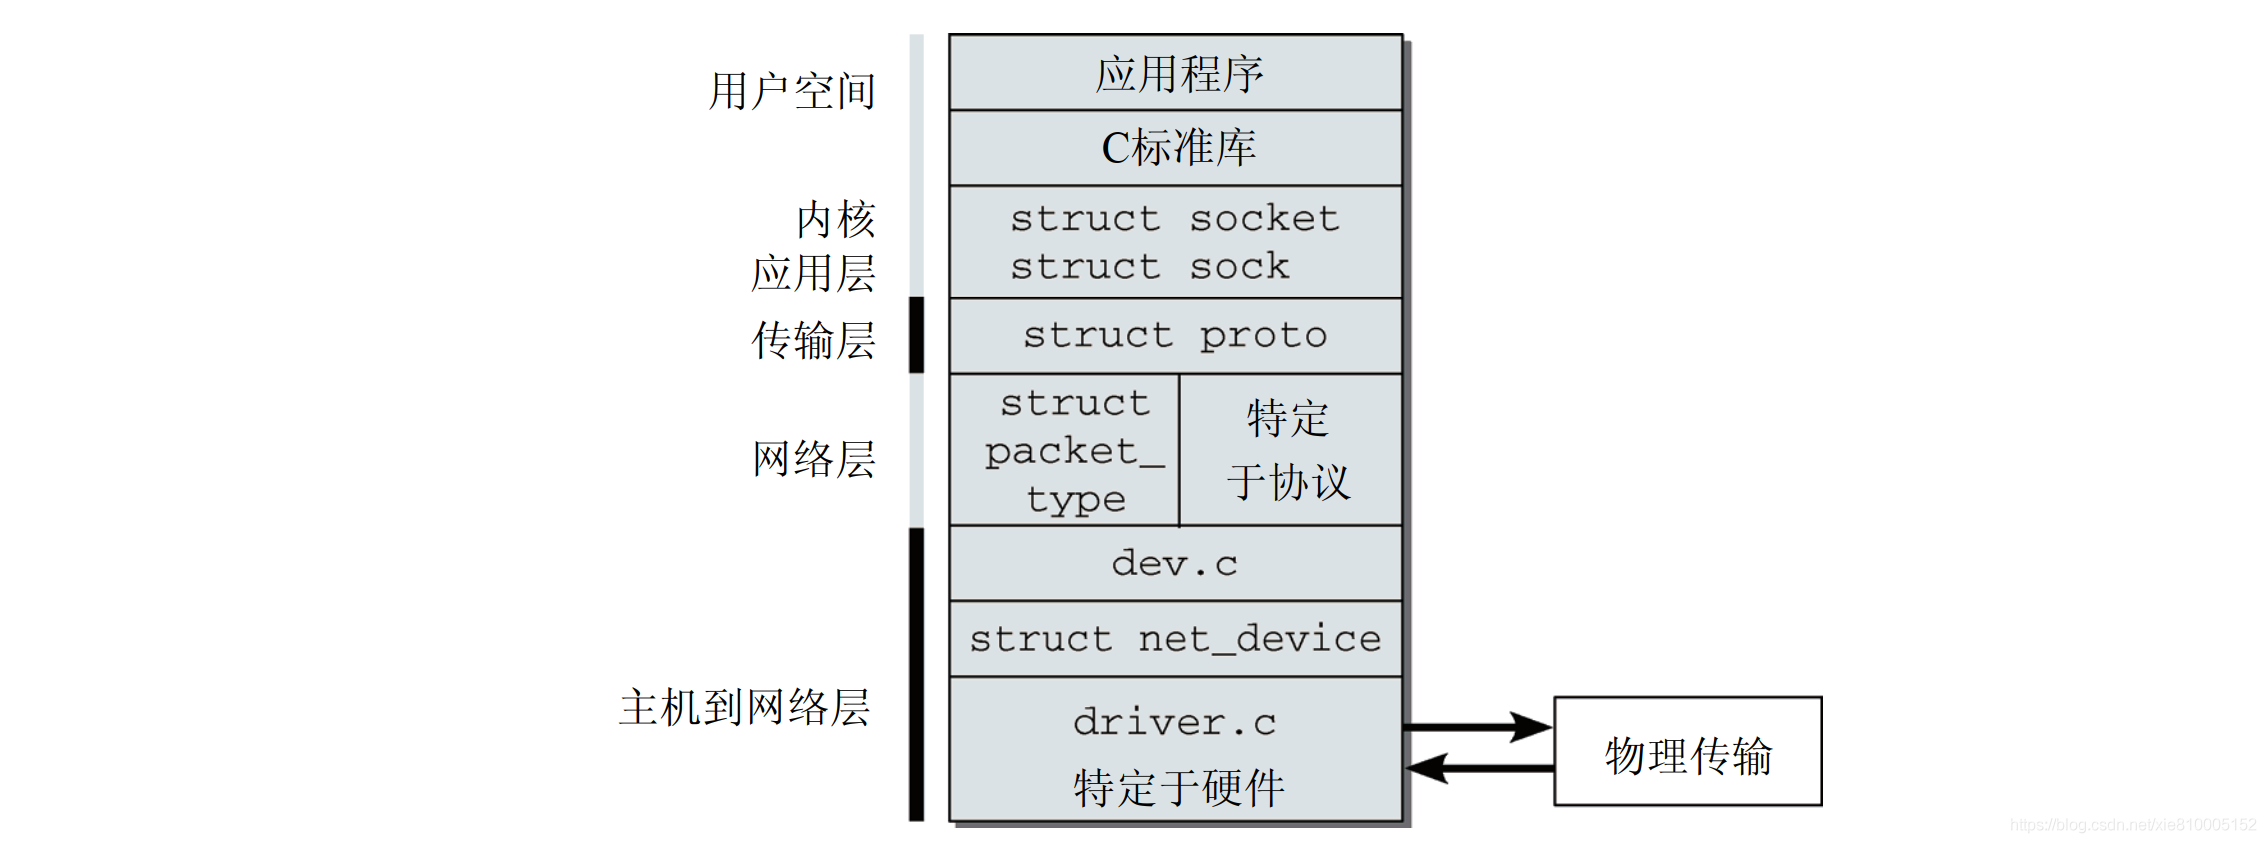 用户空间
应用程序
C标准库
内核
应用层
struct socket
struct sock
传输层
struct proto
网络层
struct
packet_
type
特定
于协议
dev.c
struct net_device
主机到网络层
driver.c
特定于硬件
物理传输
https://blog.csdn.net/xie810005152